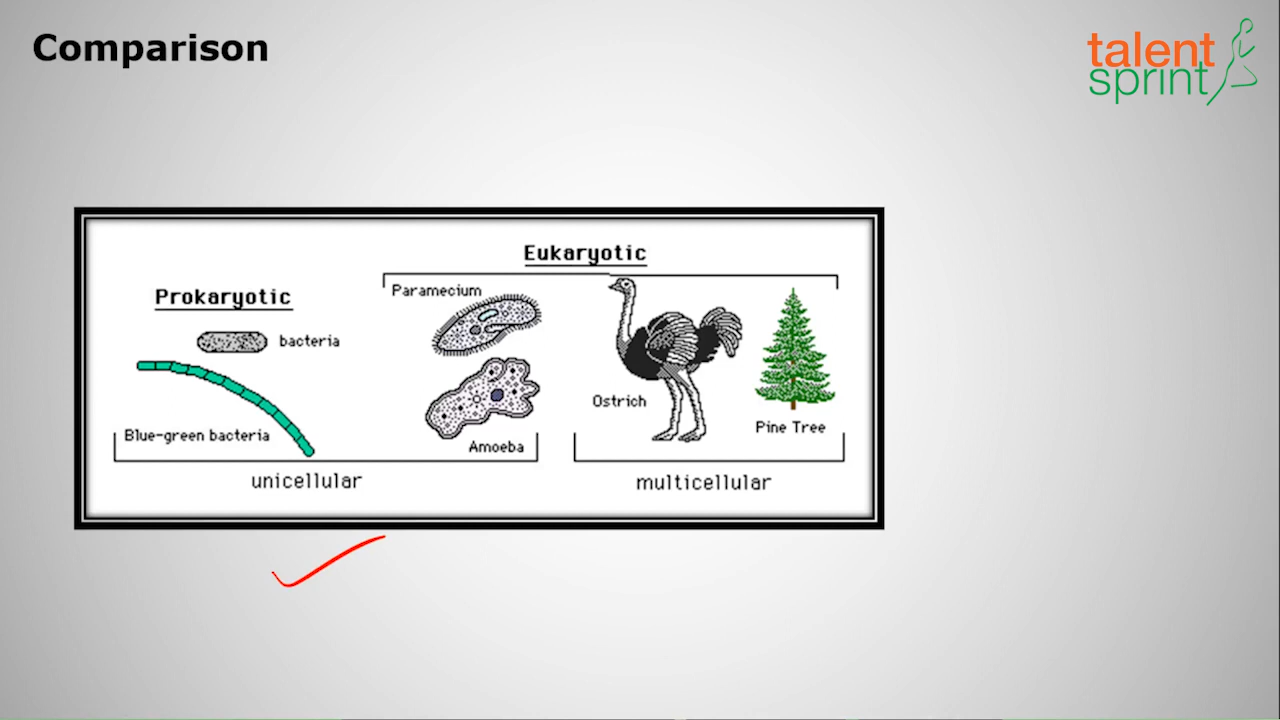 Comparison
talent
sprint
Eukaryotic
Prokaryotic
Paramecium
bacteria
Ostrich
Pine Tree
Blue-green bacteria
Amoeba
unicellular
multicellular